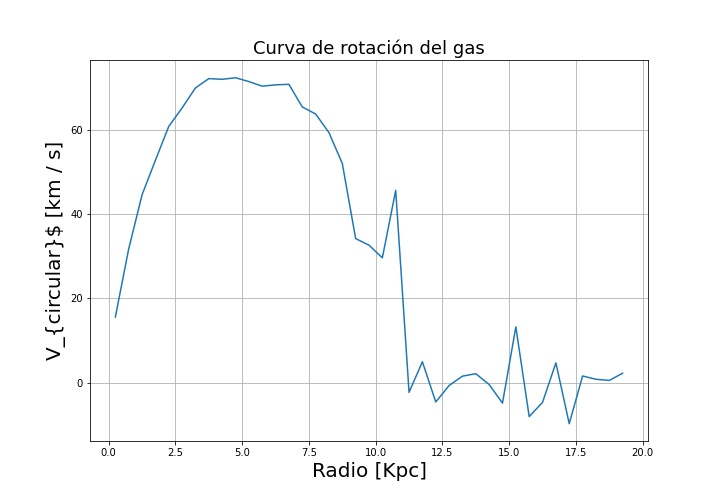 Curva de rotación del gas
V_{circular}$ [km / s]
60
40
20
0
0.0 2.5 5.0 7.5 10.0 12.5 15.0 17.5 20.0
Radio [Kpc]